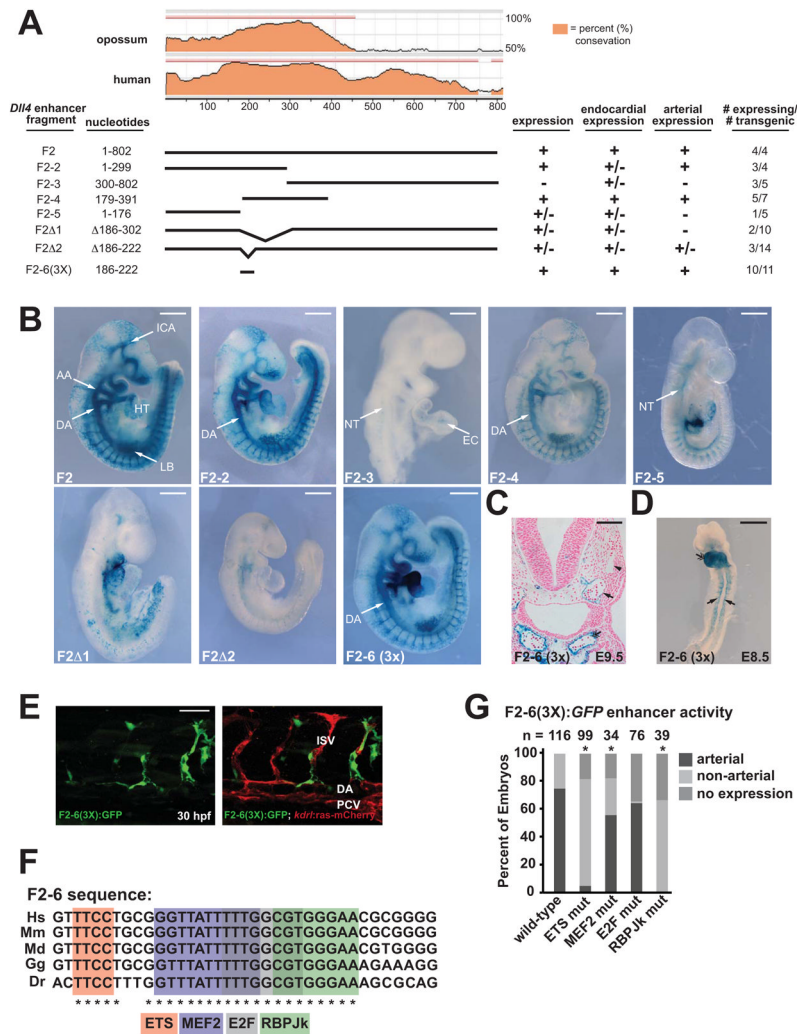 A
opossum
100%
50%
= percent (%)
consevation
human
100 200 300 400 500 600 700 800
Dll4 enhancer
fragment
nucleotides
expression
endocardial
expression
arterial
expression
# expressing/
# transgenic
F2 1-802 + + + 4/4
F2-2 1-299 + +/- + 3/4
F2-3 300-802 - +/- - 3/5
F2-4 179-391 + + + 5/7
F2-5 1-176 +/- +/- - 1/5
F2Δ1 Δ186-302 +/- +/- - 2/10
F2Δ2 Δ186-222 +/- +/- +/- 3/14
F2-6(3X) 186-222 + + + 10/11
B
ICA
AA
DA
HT
LB
F2
DA
F2-2
NT
EC
F2-3
DA
F2-4
NT
F2-5
F2Δ1
F2Δ2
DA
F2-6 (3x)
C
F2-6 (3x) E9.5
D
F2-6 (3x) E8.5
E
F2-6(3X):GFP 30 hpf
ISV
DA
PCV
F2-6(3X):GFP; kdrl:ras-mCherry
F
F2-6 sequence:
Hs GTTTCCTGCGGGTTATTTTTGGCGTGGGAACGCGGGG
Mm GTTTCCTGCGGGTTATTTTTGGCGTGGGAACGCGGGG
Md GTTTCCTGCGGGTTATTTTTGGCGTGGGAACGTGGGG
Gg GTTTCCTGCGGGTTATTTTTGGCGTGGGAAAGAAAGG
Dr ACTTCCTTTGGTTTATTTTTGGCGTGGGAAAGCGCAG
* * * * * * * * * * * * * * * * * * * * * * * * * *
ETS MEF2 E2F RBPJk
G
F2-6(3X):GFP enhancer activity
n = 116 99 34 76 39
* * *
Percent of Embryos
100
80
60
40
20
0
arterial
non-arterial
no expression
wild-type
ETS mut
MEF2 mut
E2F mut
RBPJk mut